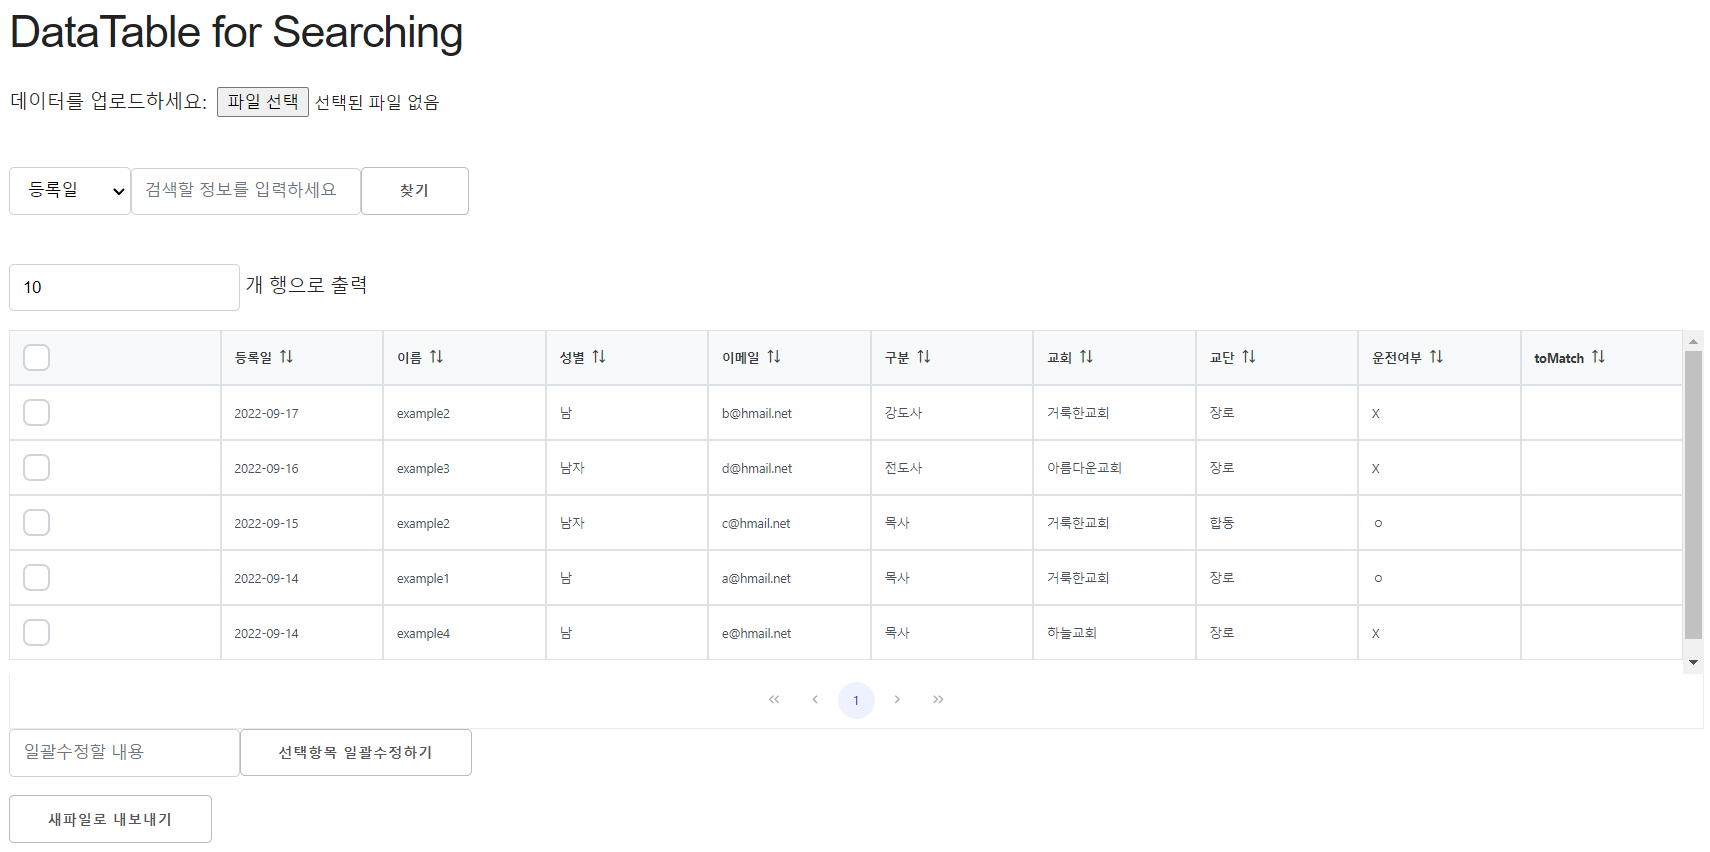 DataTable for Searching
데이터를 업로드하세요: 파일 선택 선택된 파일 없음
등록일 검색할 정보를 입력하세요 찾기
10 개 행으로 출력
등록일 이름 성별 이메일 구분 교회 교단 운전여부 toMatch
2022-09-17 example2 남 b@hmail.net 강도사 거룩한교회 장로 X
2022-09-16 example3 남자 d@hmail.net 전도사 아름다운교회 장로 X
2022-09-15 example2 남자 c@hmail.net 목사 거룩한교회 합동 ㅇ
2022-09-14 example1 남 a@hmail.net 목사 거룩한교회 장로 ㅇ
2022-09-14 example4 남 e@hmail.net 목사 하늘교회 장로 X
« ‹ 1 › »
일괄수정할 내용 선택항목 일괄수정하기
새파일로 내보내기